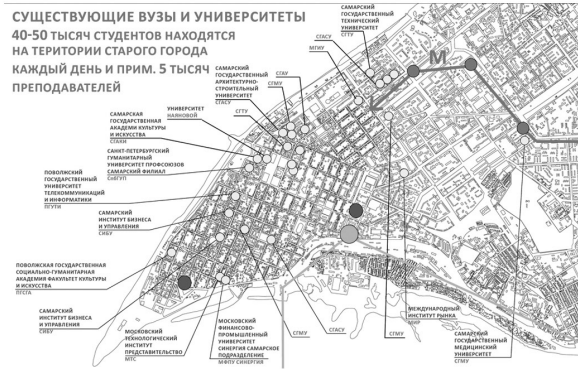 СУЩЕСТВУЮЩИЕ ВУЗЫ И УНИВЕРСИТЕТЫ
40-50 ТЫСЯЧ СТУДЕНТОВ НАХОДЯТСЯ
НА ТЕРИТОРИИ СТАРОГО ГОРОДА
КАЖДЫЙ ДЕНЬ И ПРИМ. 5 ТЫСЯЧ
ПРЕПОДАВАТЕЛЕЙ
САМАРСКИЙ
ГОСУДАРСТВЕННЫЙ
ТЕХНИЧЕСКИЙ
УНИВЕРСИТЕТ
СГТУ
СГАСУ
МГИУ
М
САМАРСКИЙ
ГОСУДАРСТВЕННЫЙ
АРХИТЕКТУРНО-
СТРОИТЕЛЬНЫЙ
УНИВЕРСИТЕТ
СГАСУ
СГАУ
СГМУ
СГТУ
УНИВЕРСИТЕТ
НАЯНОВОЙ
САМАРСКАЯ
ГОСУДАРСТВЕННАЯ
АКАДЕМИ КУЛЬТУРЫ
И ИСКУССТВА
СГАКИ
САНКТ-ПЕТЕРБУРГСКИЙ
ГУМАНИТАРНЫЙ
УНИВЕРСИТЕТ ПРОФСОЮЗОВ
САМАРСКИЙ ФИЛИАЛ
СПбГУП
ПОВОЛЖСКИЙ
ГОСУДАРСТВЕННЫЙ
УНИВЕРСИТЕТ
ТЕЛЕКОММУНИКАЦИЙ
И ИНФОРМАТИКИ
ПГУТИ
САМАРСКИЙ
ИНСТИТУТ БИЗНЕСА
И УПРАВЛЕНИЯ
СИБУ
ПОВОЛЖСКАЯ ГОСУДАРСТВЕННАЯ
СОЦИАЛЬНО-ГУМАНИТАРНАЯ
АКАДЕМИЯ ФАКУЛЬТЕТ КУЛЬТУРЫ
И ИСКУССТВА
ПГСГА
САМАРСКИЙ
ИНСТИТУТ БИЗНЕСА
И УПРАВЛЕНИЯ
СИБУ
МОСКОВСКИЙ
ТЕХНОЛОГИЧЕСКИЙ
ИНСТИТУТ
ПРЕДСТАВИТЕЛЬСТВО
МТС
МОСКОВСКИЙ
ФИНАНСОВО-
ПРОМЫШЛЕННЫЙ
УНИВЕРСИТЕТ
СИНЕРГИЯ САМАРСКОЕ
ПОДРАЗДЕЛЕНИЕ
МФПУ СИНЕРГИЯ
СГМУ
СГАСУ
СГМУ
МЕЖДУНАРОДНЫЙ
ИНСТИТУТ РЫНКА
МИР
САМАРСКИЙ
ГОСУДАРСТВЕННЫЙ
МЕДИЦИНСКИЙ
УНИВЕРСИТЕТ
СГМУ